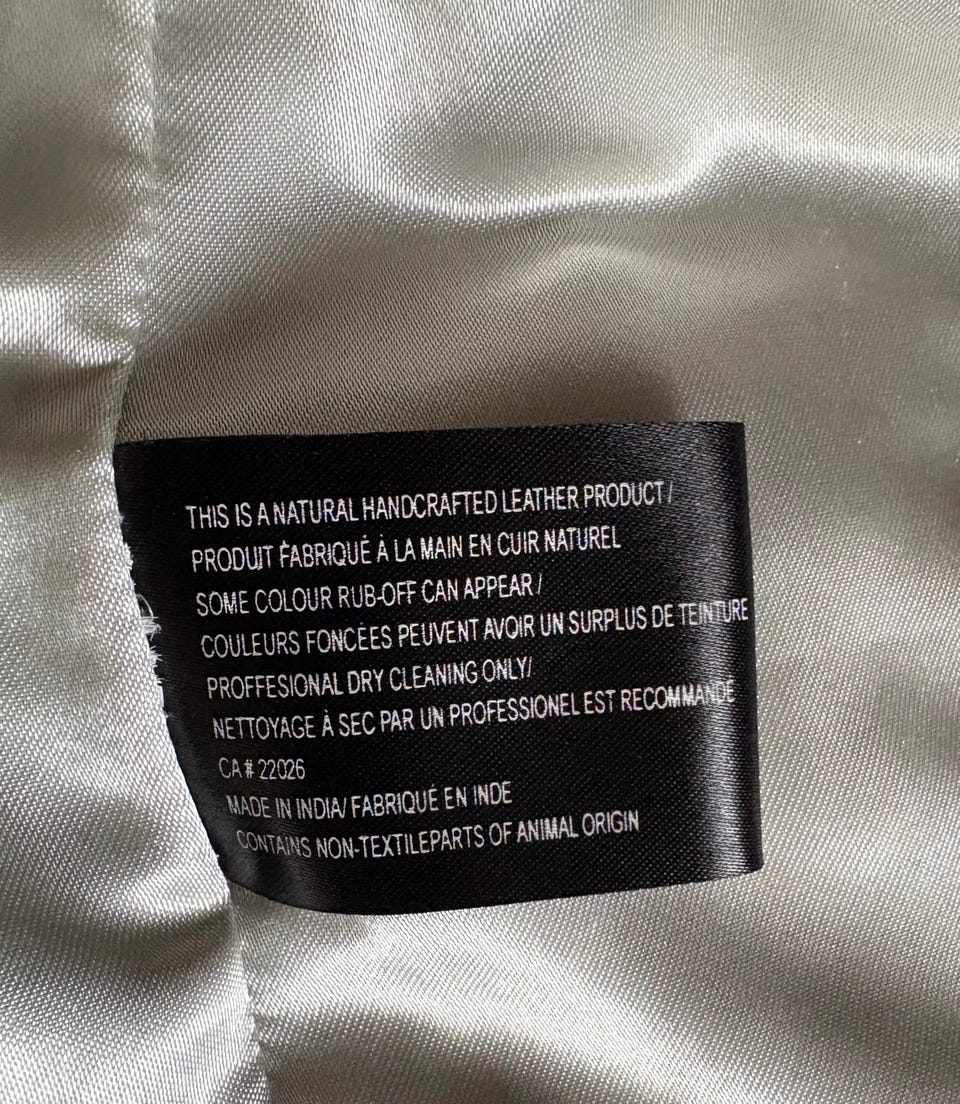 THIS IS A NATURAL HANDCRAFTED LEATHER PRODUCT /
PRODUIT FABRIQUÉ À LA MAIN EN CUIR NATUREL
SOME COLOUR RUB-OFF CAN APPEAR /
COULEURS FONCÉES PEUVENT AVOIR UN SURPLUS DE TEINTURE
PROFFESIONAL DRY CLEANING ONLY/
NETTOYAGE À SEC PAR UN PROFESSIONEL EST RECOMMANDÉ
CA # 22026
MADE IN INDIA/ FABRIQUÉ EN INDE
CONTAINS NON-TEXTILEPARTS OF ANIMAL ORIGIN